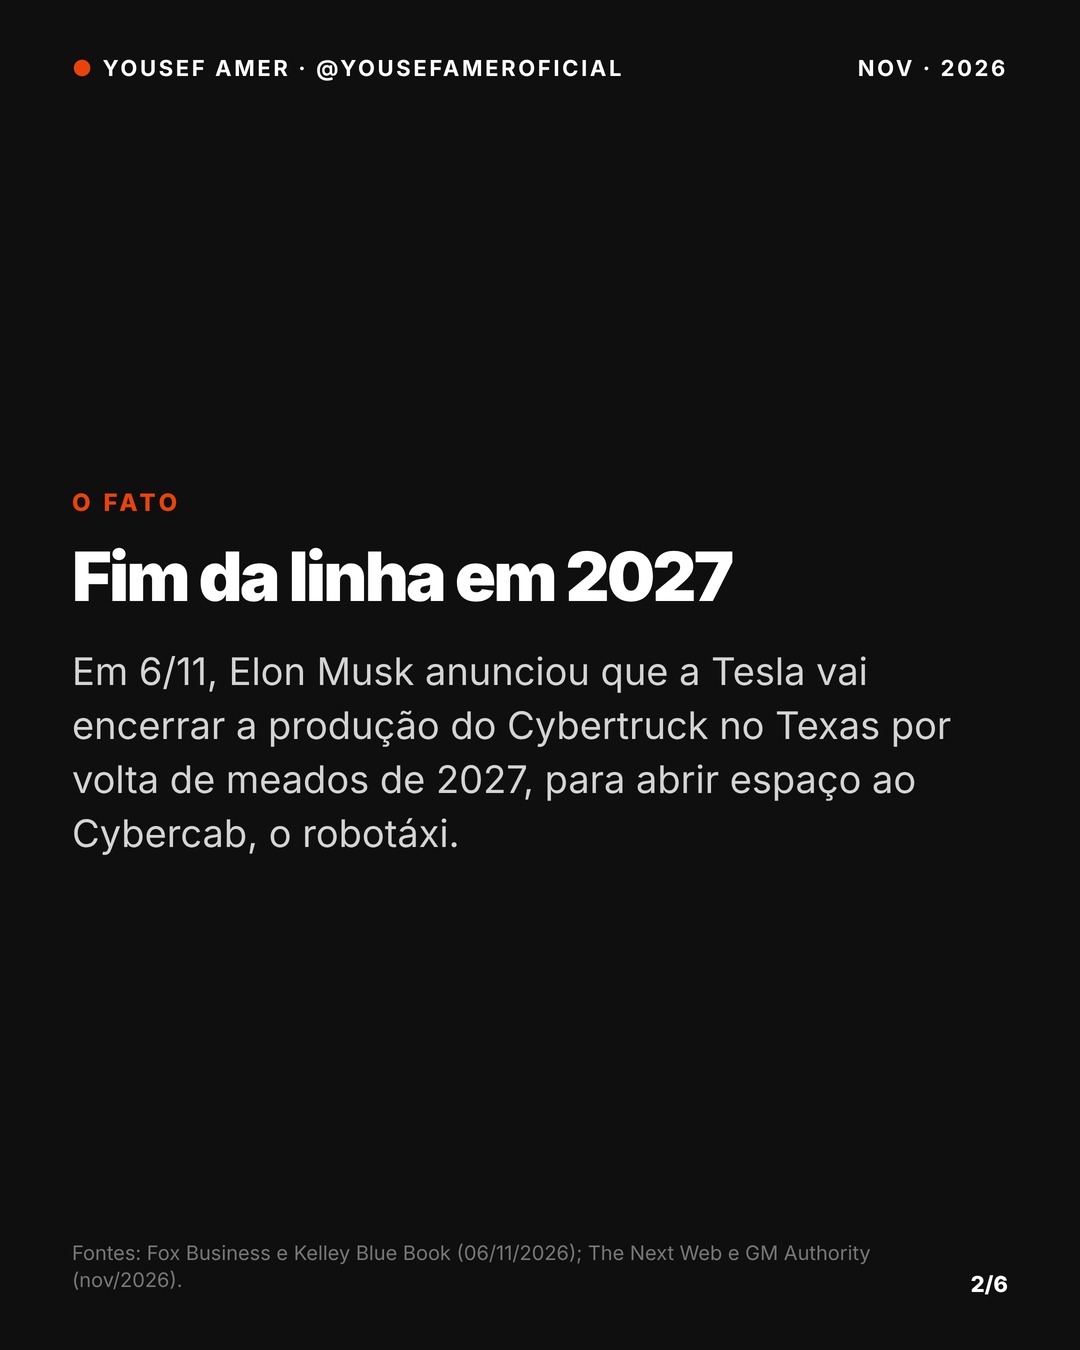 YOUSEF AMER · @YOUSEFAMEROFICIAL
NOV · 2026
O FATO
Fim da linha em 2027
Em 6/11, Elon Musk anunciou que a Tesla vai
encerrar a produção do Cybertruck no Texas por
volta de meados de 2027, para abrir espaço ao
Cybercab, o robotáxi.
Fontes: Fox Business e Kelley Blue Book (06/11/2026); The Next Web e GM Authority
(nov/2026).
2/6